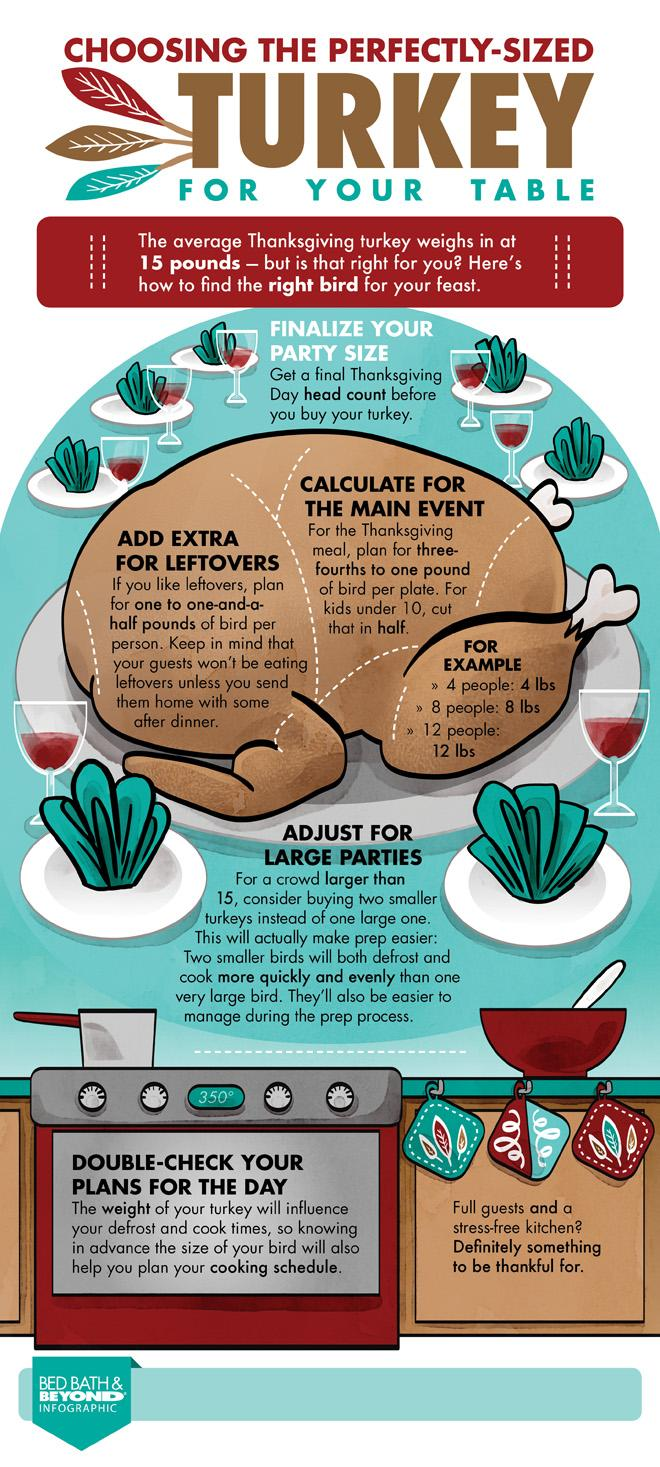 CHOOSING THE PERFECTLY-SIZED
TURKEY
FOR YOUR TABLE
The average Thanksgiving turkey weighs in at
15 pounds – but is that right for you? Here's
how to find the right bird for your feast.
FINALIZE YOUR
PARTY SIZE
Get a final Thanksgiving
Day head count before
you buy your turkey.
CALCULATE FOR
THE MAIN EVENT
For the Thanksgiving
meal, plan for three-
fourths to one pound
of bird per plate. For
kids under 10, cut
that in half.
ADD EXTRA
FOR LEFTOVERS
If you like leftovers, plan
for one to one-and-a-
half pounds of bird per
person. Keep in mind that
your guests won't be eating
leftovers unless you send
them home with some
after dinner.
FOR
EXAMPLE
» 4 people: 4 lbs
» 8 people: 8 lbs
» 12 people:
12 lbs
ADJUST FOR
LARGE PARTIES
For a crowd larger than
15, consider buying two smaller
turkeys instead of one large one.
This will actually make prep easier:
Two smaller birds will both defrost and
cook more quickly and evenly than one
very large bird. They'll also be easier to
manage during the prep process.
350°
DOUBLE-CHECK YOUR
PLANS FOR THE DAY
The weight of your turkey will influence
your defrost and cook times, so knowing
in advance the size of your bird will also
help you plan your cooking schedule.
Full guests and a
stress-free kitchen?
Definitely something
to be thankful for.
BED BATH &
BEYOND
INFOGRAPHIC